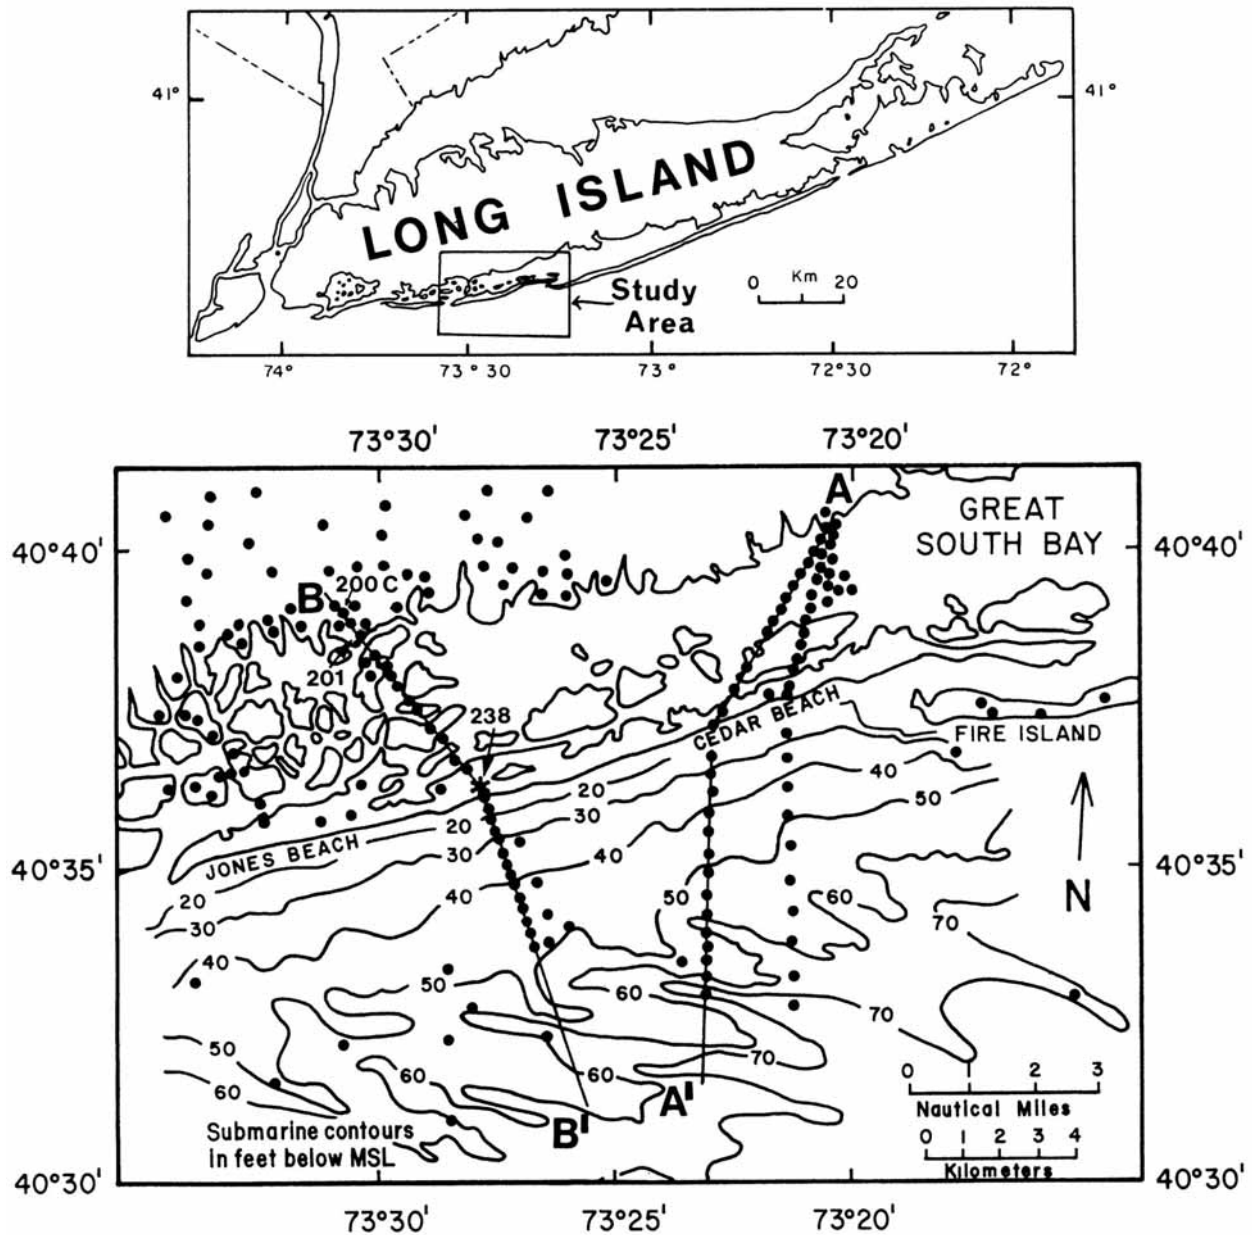 41°
41°
LONG ISLAND
Study
Area
0 Km 20
74°
73°30'
73°
72°30
72°
73°30'
73°25'
73°20'
A
GREAT
SOUTH BAY
40°40'
40°40'
B
200 C
201
238
CEDAR BEACH
FIRE ISLAND
40
20
50
30
20
JONES BEACH
30
40
40°35'
40°35'
40
50
60
N
20
70
30
40
50
60
70
50
70
60
60
60
0 1 2 3
A'
Nautical Miles
B'
Submarine contours
in feet below MSL
0 1 2 3 4
Kilometers
40°30'
40°30'
73°30'
73°25'
73°20'